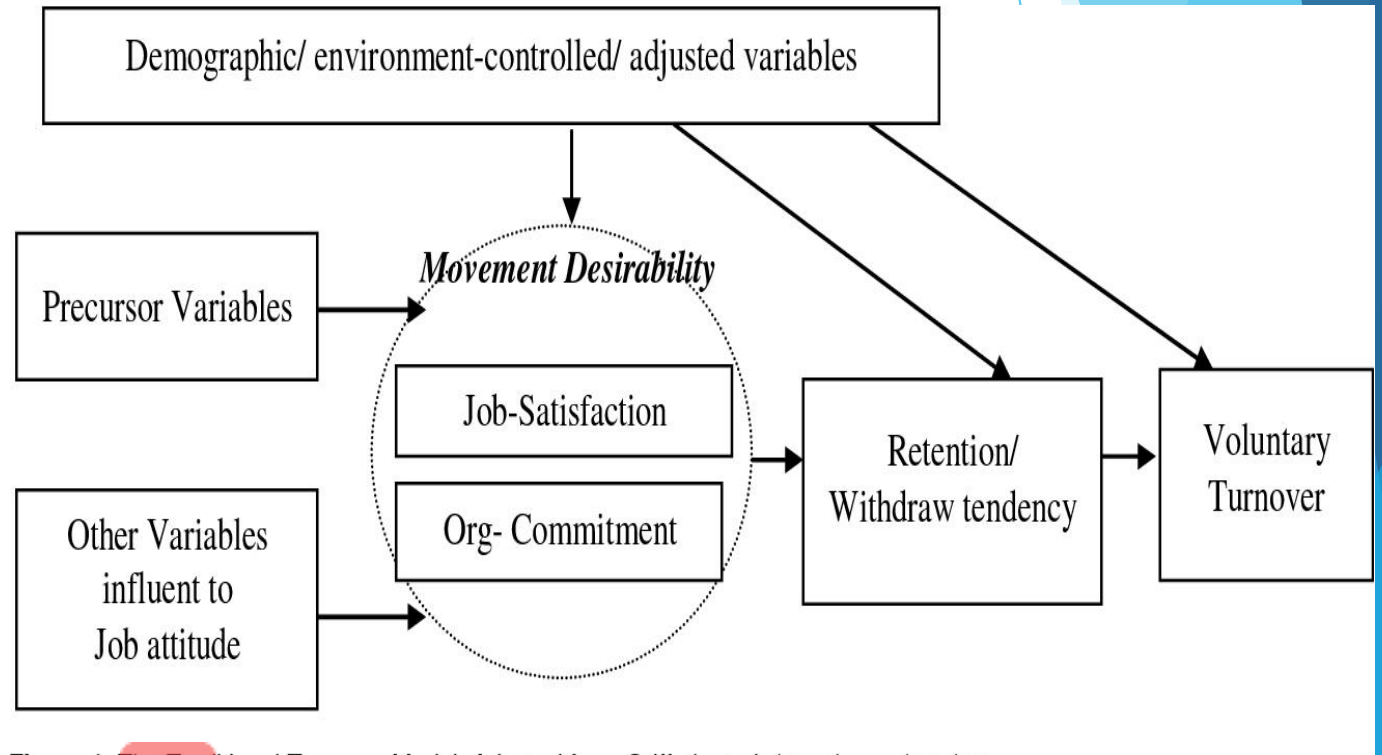 Demographic/ environment-controlled/ adjusted variables
Movement Desirability
Precursor Variables
Job-Satisfaction
Org- Commitment
Other Variables
influent to
Job attitude
Retention/
Withdraw tendency
Voluntary
Turnover